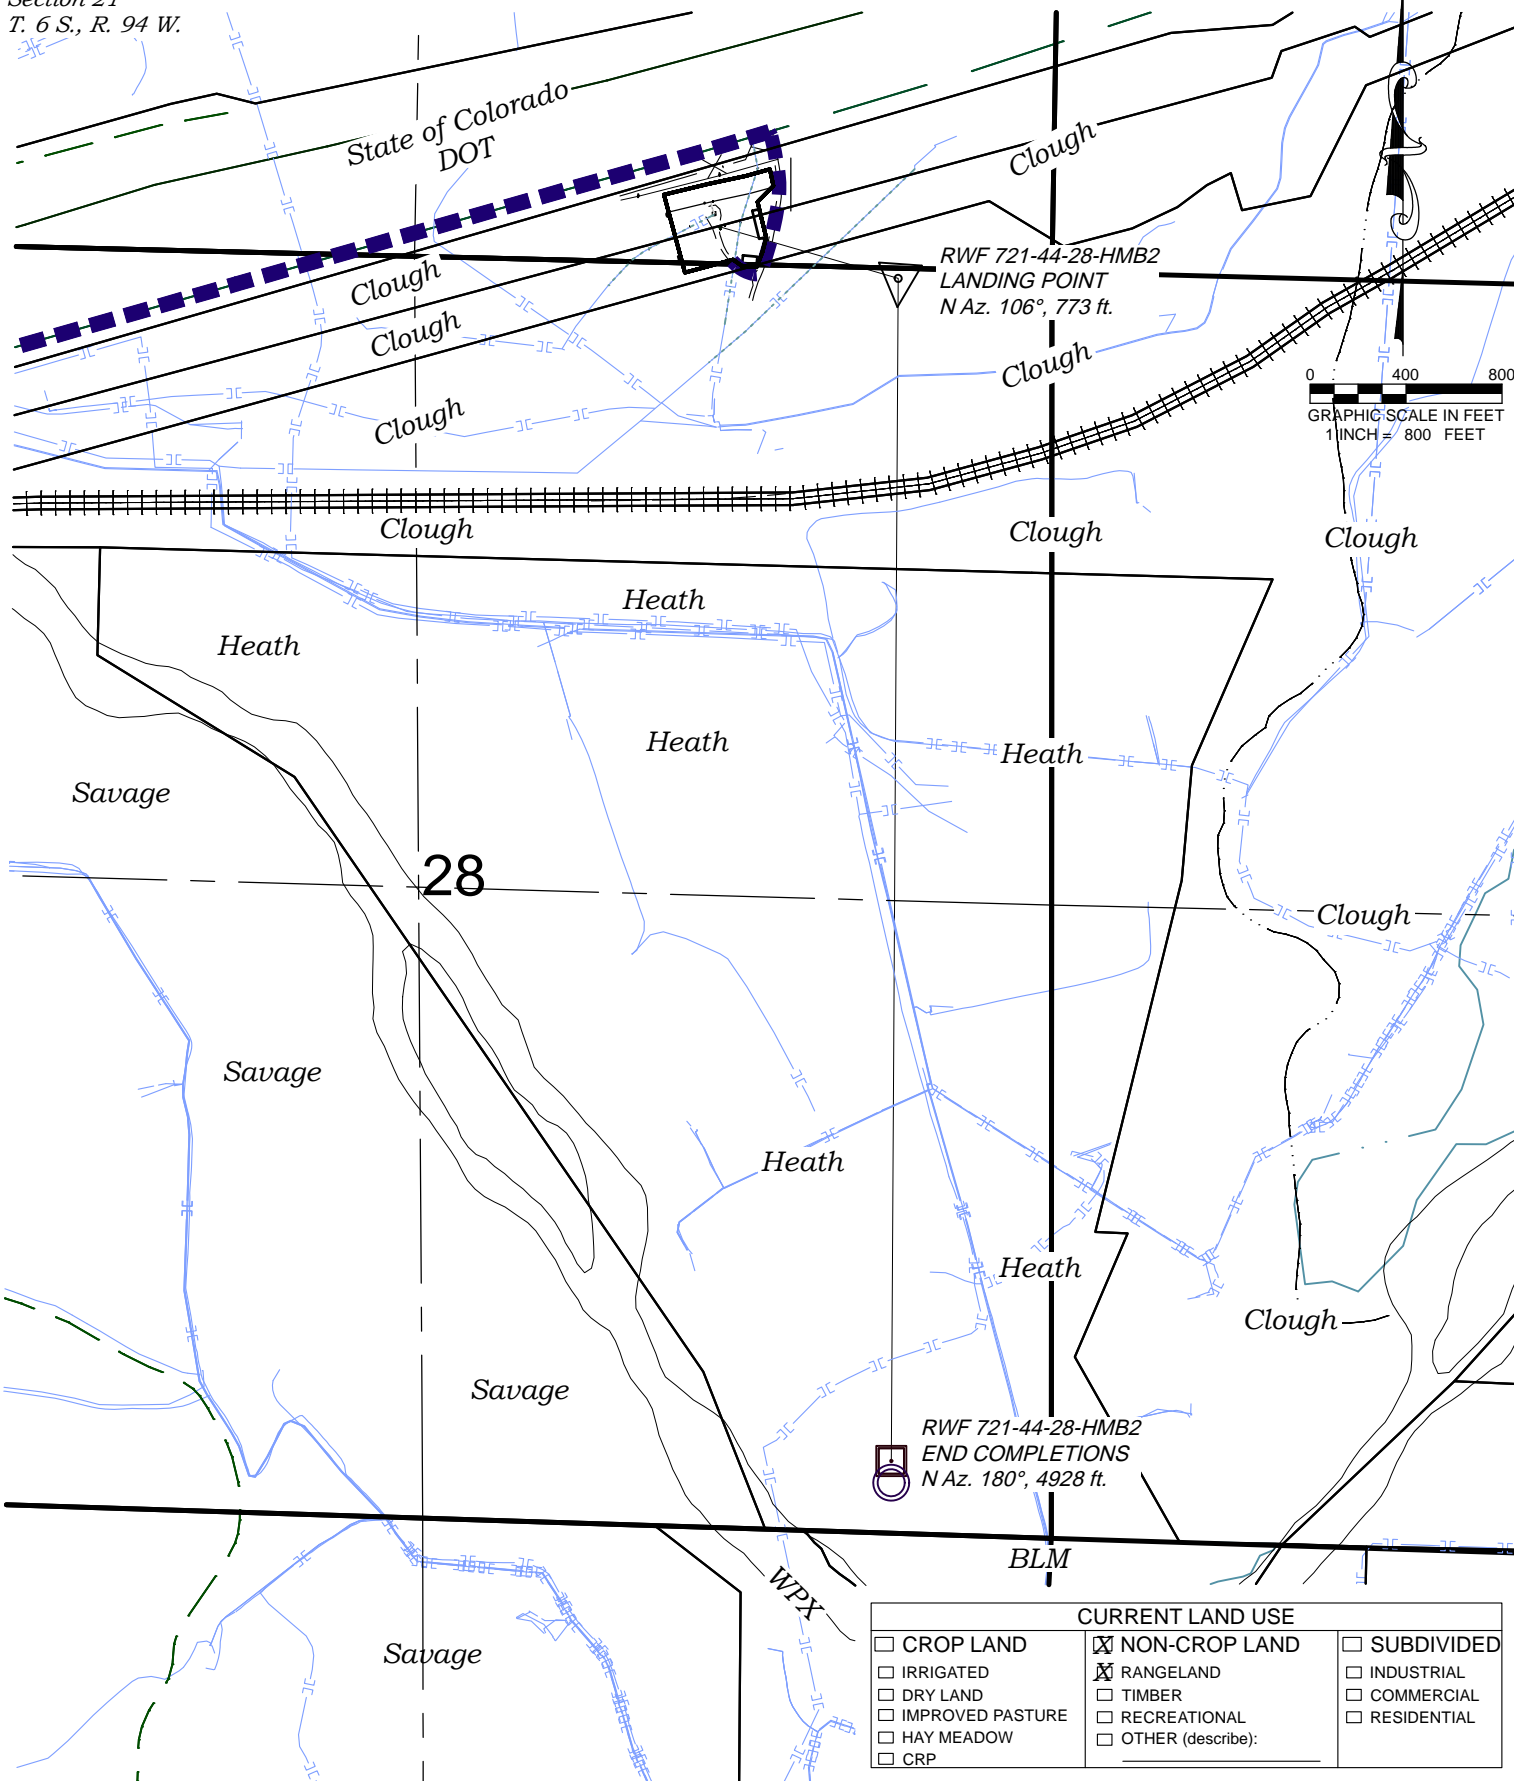 Section 21
T. 6 S., R. 94 W.
State of Colorado
DOT
Clough
RWF 721-44-28-HMB2
LANDING POINT
N Az. 106°, 773 ft.
Clough
Clough
Clough
Clough
0 400 800
GRAPHIC SCALE IN FEET
1 INCH = 800 FEET
Clough
Clough
Clough
Heath
Heath
Heath
Heath
Savage
28
Clough
Savage
Heath
Heath
Clough
Savage
RWF 721-44-28-HMB2
END COMPLETIONS
N Az. 180°, 4928 ft.
BLM
WPX
Savage
CURRENT LAND USE
CROP LAND
IRRIGATED
DRY LAND
IMPROVED PASTURE
HAY MEADOW
CRP
X NON-CROP LAND
X RANGELAND
TIMBER
RECREATIONAL
OTHER (describe):
SUBDIVIDED
INDUSTRIAL
COMMERCIAL
RESIDENTIAL